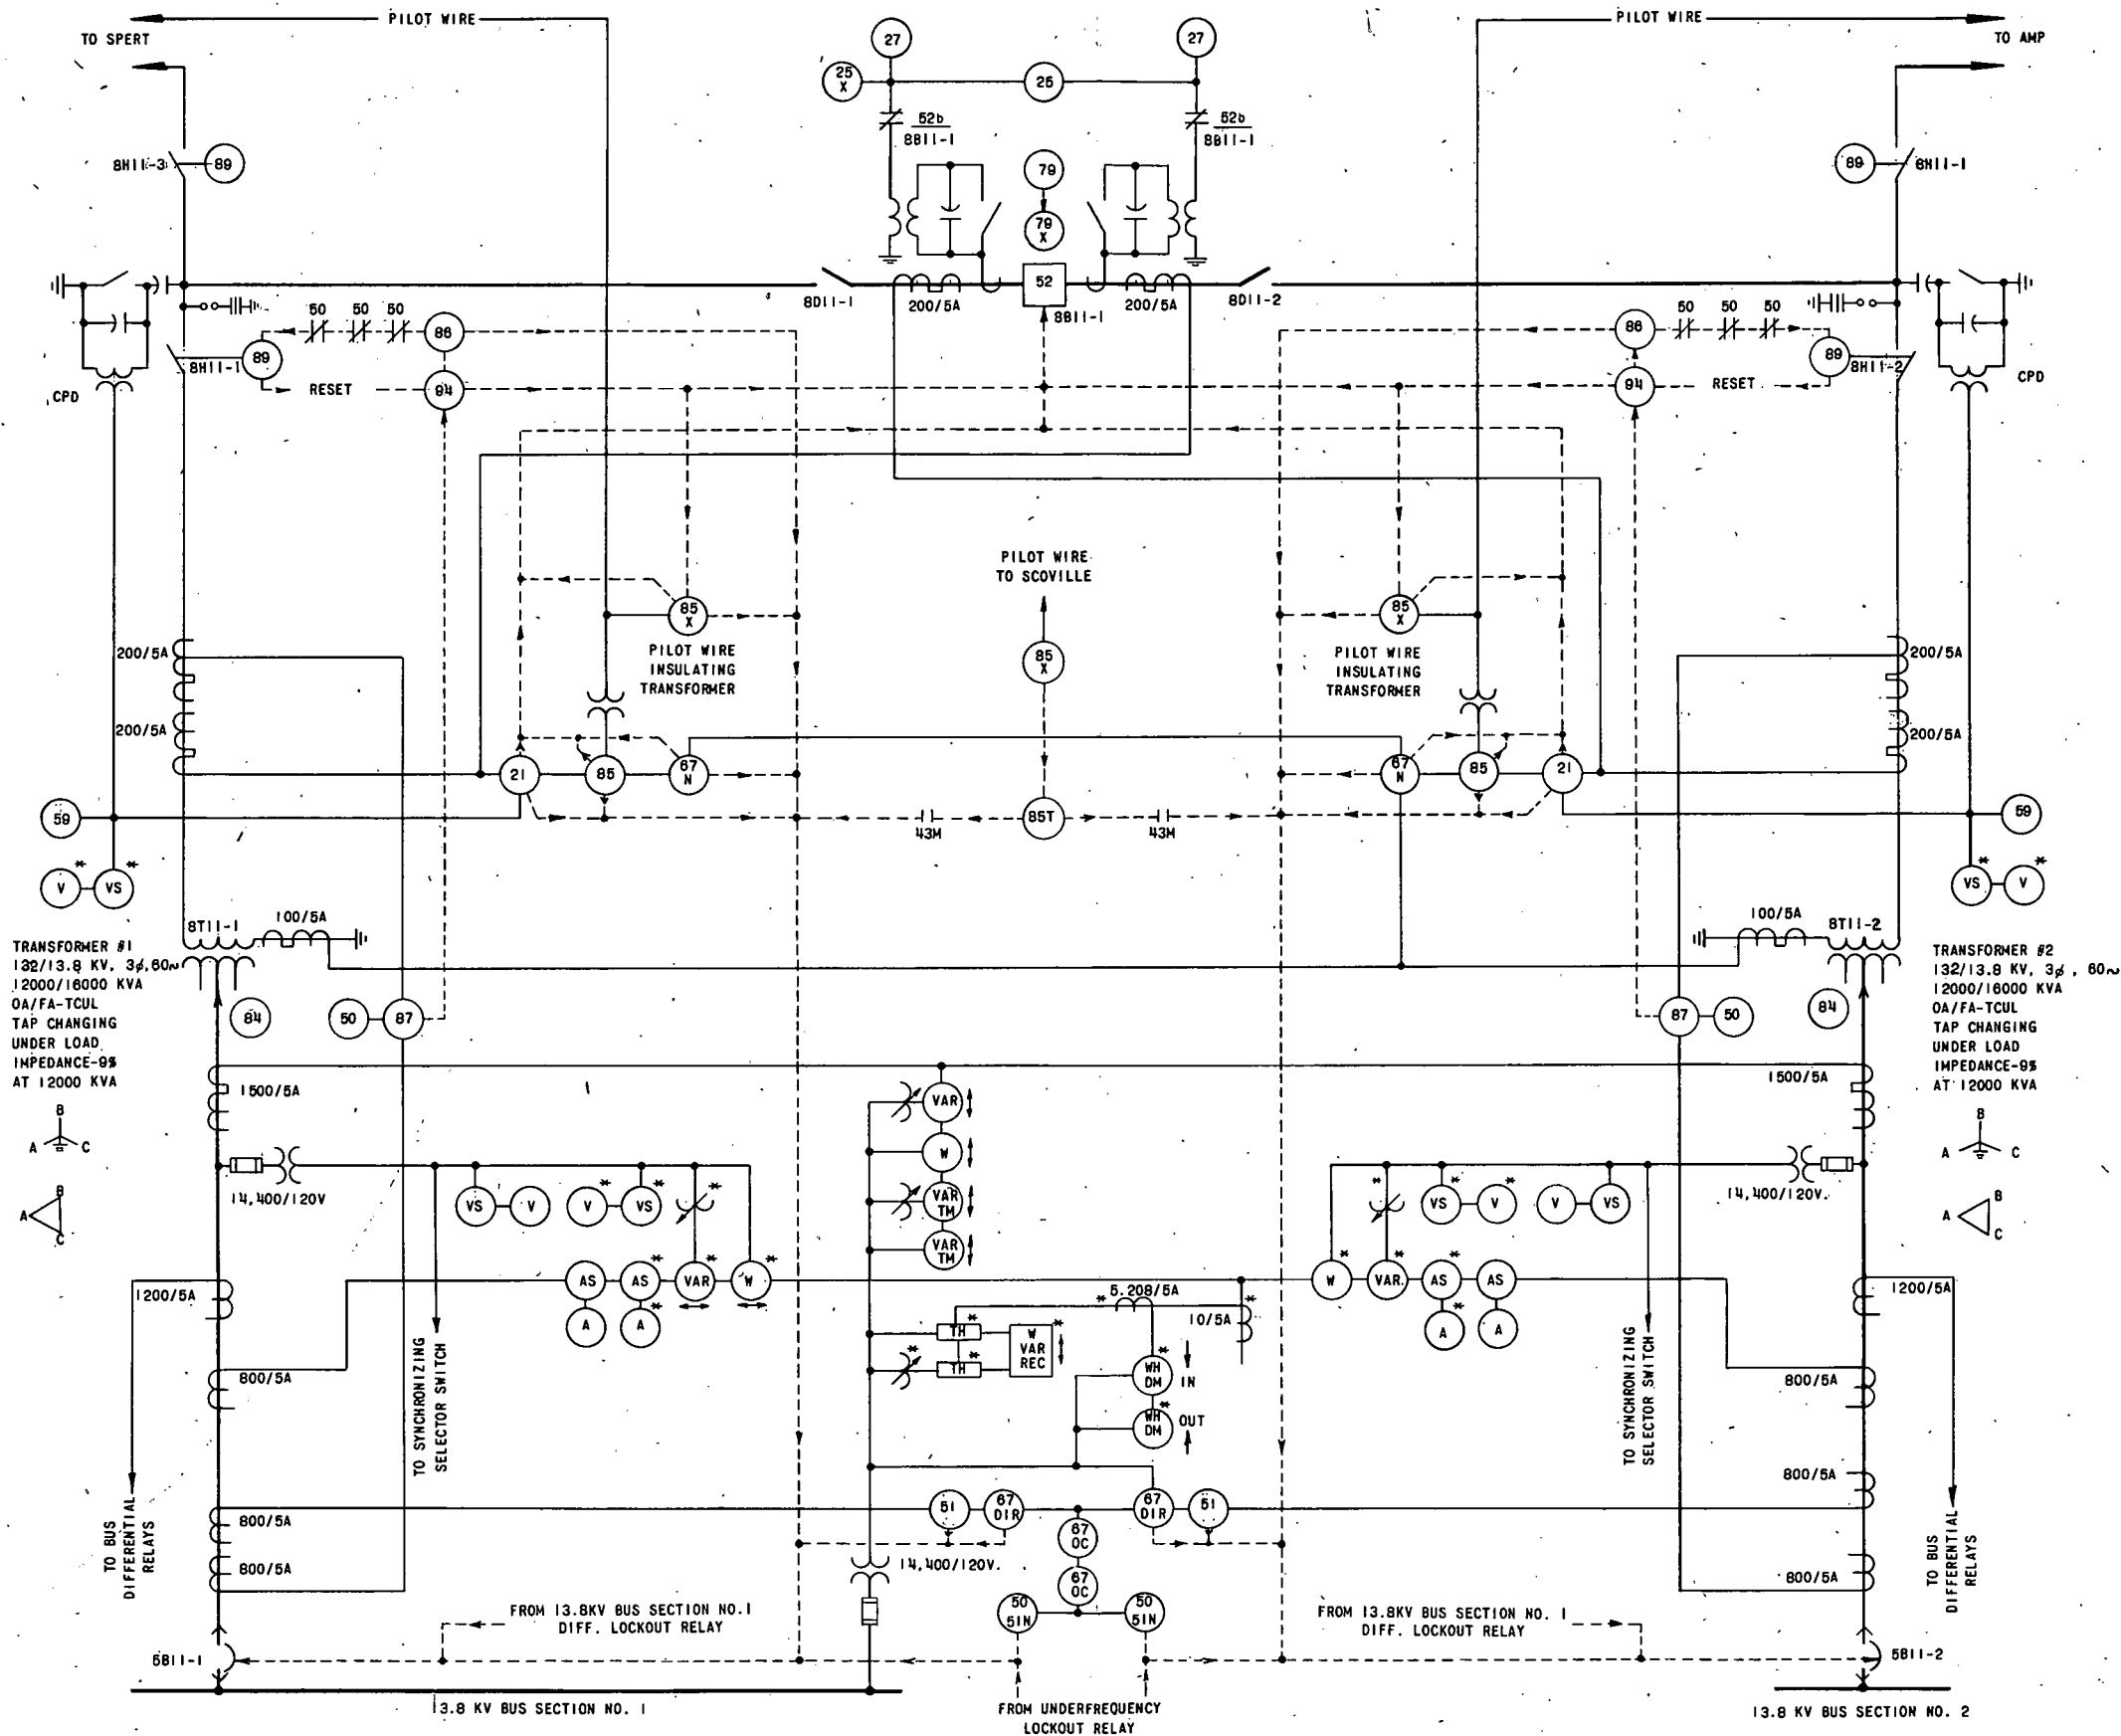 PILOT WIRE
PILOT WIRE
TO SPERT
TO AMP
27
27
25
X
25
52b
8B11-1
52b
8B11-1
8H11-3
89
79
89
8H11-1
79
X
52
8D11-1
200/5A
8B11-1
200/5A
8D11-2
50
50
50
86
86
50
50
50
89
8H11-1
RESET
94
94
RESET
89
8H11-2
CPD
CPD
PILOT WIRE
TO SCOVILLE
85
X
85
X
PILOT WIRE
INSULATING
TRANSFORMER
85
X
PILOT WIRE
INSULATING
TRANSFORMER
200/5A
200/5A
200/5A
200/5A
21
85
67
N
67
N
85
21
59
43M
85T
43M
59
V
*
VS
*
VS
*
V
*
8T11-1
100/5A
100/5A
8T11-2
TRANSFORMER #1
132/13.8 KV, 3ø,60~
12000/16000 KVA
OA/FA-TCUL
TAP CHANGING
UNDER LOAD
IMPEDANCE-9%
AT 12000 KVA
TRANSFORMER #2
132/13.8 KV, 3ø, 60~
12000/16000 KVA
OA/FA-TCUL
TAP CHANGING
UNDER LOAD
IMPEDANCE-9%
AT 12000 KVA
84
50
87
87
50
84
1500/5A
VAR
1500/5A
B
A C
B
A C
W
14,400/120V
VS
V
V
*
VS
*
*
VAR
TM
*
*
VS
*
V
*
V
VS
14,400/120V.
B
A
C
B
A
C
VAR
TM
1200/5A
AS
AS
*
VAR
*
W
*
W
*
VAR
*
AS
*
AS
1200/5A
A
A
*
* 5.208/5A
10/5A
*
A
*
A
TH
*
W
VAR
REC
*
*
TH
*
WH
DM
*
IN
WH
DM
*
OUT
800/5A
800/5A
TO SYNCHRONIZING
SELECTOR SWITCH
TO SYNCHRONIZING
SELECTOR SWITCH
800/5A
51
67
DIR
67
DIR
51
800/5A
67
OC
800/5A
14,400/120V.
67
OC
800/5A
TO BUS
DIFFERENTIAL
RELAYS
TO BUS
DIFFERENTIAL
RELAYS
FROM 13.8KV BUS SECTION NO.1
DIFF. LOCKOUT RELAY
50
51N
50
51N
FROM 13.8KV BUS SECTION NO. 1
DIFF. LOCKOUT RELAY
5B11-1
5B11-2
13.8 KV BUS SECTION NO. 1
FROM UNDERFREQUENCY
LOCKOUT RELAY
13.8 KV BUS SECTION NO. 2